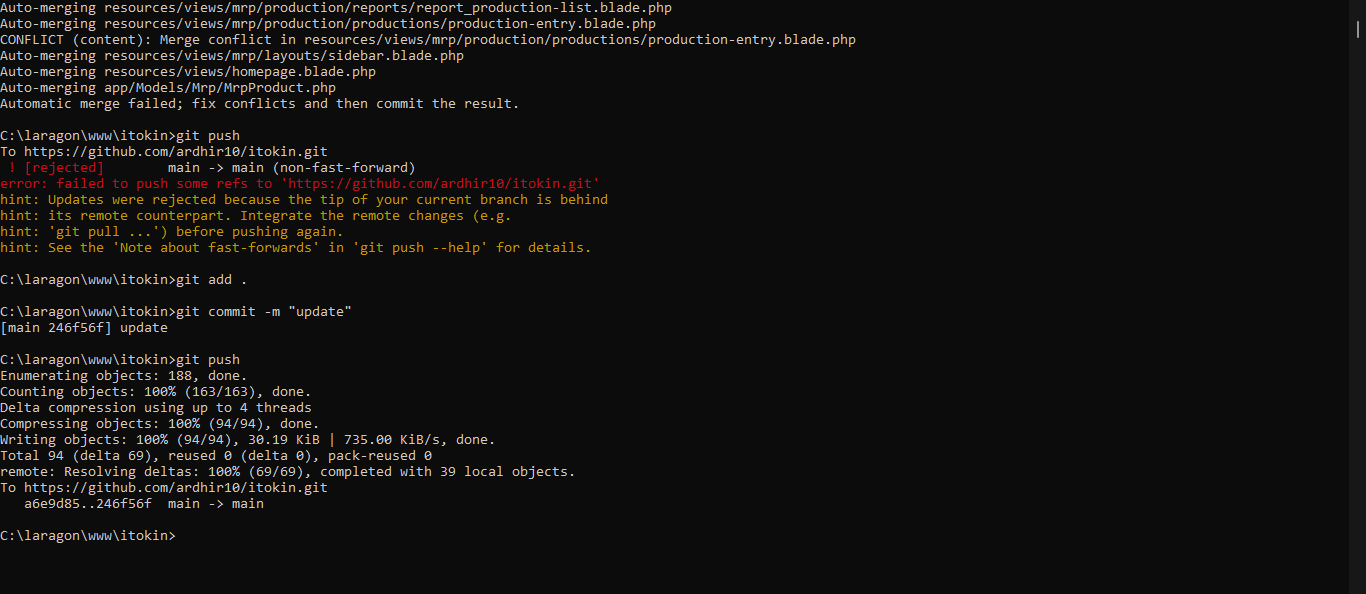 Auto-merging resources/views/mrp/production/reports/report_production-list.blade.php
Auto-merging resources/views/mrp/production/productions/production-entry.blade.php
CONFLICT (content): Merge conflict in resources/views/mrp/production/productions/production-entry.blade.php
Auto-merging resources/views/mrp/layouts/sidebar.blade.php
Auto-merging resources/views/homepage.blade.php
Auto-merging app/Models/Mrp/MrpProduct.php
Automatic merge failed; fix conflicts and then commit the result.
C:\laragon\www\itokin>git push
To https://github.com/ardhir10/itokin.git
 ! [rejected]        main -> main (non-fast-forward)
error: failed to push some refs to 'https://github.com/ardhir10/itokin.git'
hint: Updates were rejected because the tip of your current branch is behind
hint: its remote counterpart. Integrate the remote changes (e.g.
hint: 'git pull ...') before pushing again.
hint: See the 'Note about fast-forwards' in 'git push --help' for details.
C:\laragon\www\itokin>git add .
C:\laragon\www\itokin>git commit -m "update"
[main 246f56f] update
C:\laragon\www\itokin>git push
Enumerating objects: 188, done.
Counting objects: 100% (163/163), done.
Delta compression using up to 4 threads
Compressing objects: 100% (94/94), done.
Writing objects: 100% (94/94), 30.19 KiB | 735.00 KiB/s, done.
Total 94 (delta 69), reused 0 (delta 0), pack-reused 0
remote: Resolving deltas: 100% (69/69), completed with 39 local objects.
To https://github.com/ardhir10/itokin.git
   a6e9d85..246f56f  main -> main
C:\laragon\www\itokin>